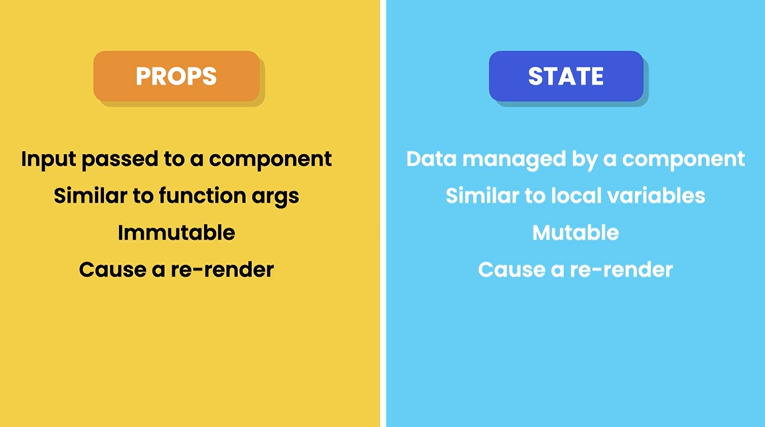 PROPS
Input passed to a component
Similar to function args
Immutable
Cause a re-render
STATE
Data managed by a component
Similar to local variables
Mutable
Cause a re-render